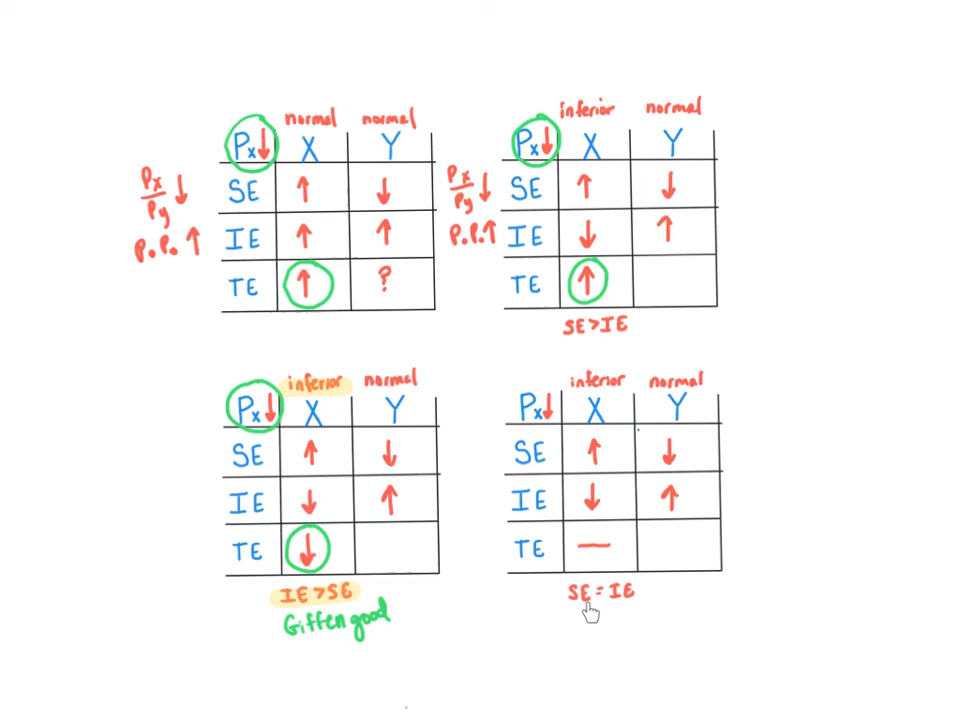 normal normal
Px↓ X Y
SE ↑ ↓
IE ↑ ↑
TE ↑ ?
Px/Py ↓
P.P. ↑
inferior normal
Px↓ X Y
SE ↑ ↓
IE ↓ ↑
TE ↑
SE > IE
Px/Py ↓
P.P. ↑
inferior normal
Px↓ X Y
SE ↑ ↓
IE ↓ ↑
TE ↓
IE > SE
Giffen good
inferior normal
Px↓ X Y
SE ↑ ↓
IE ↓ ↑
TE —
SE = IE